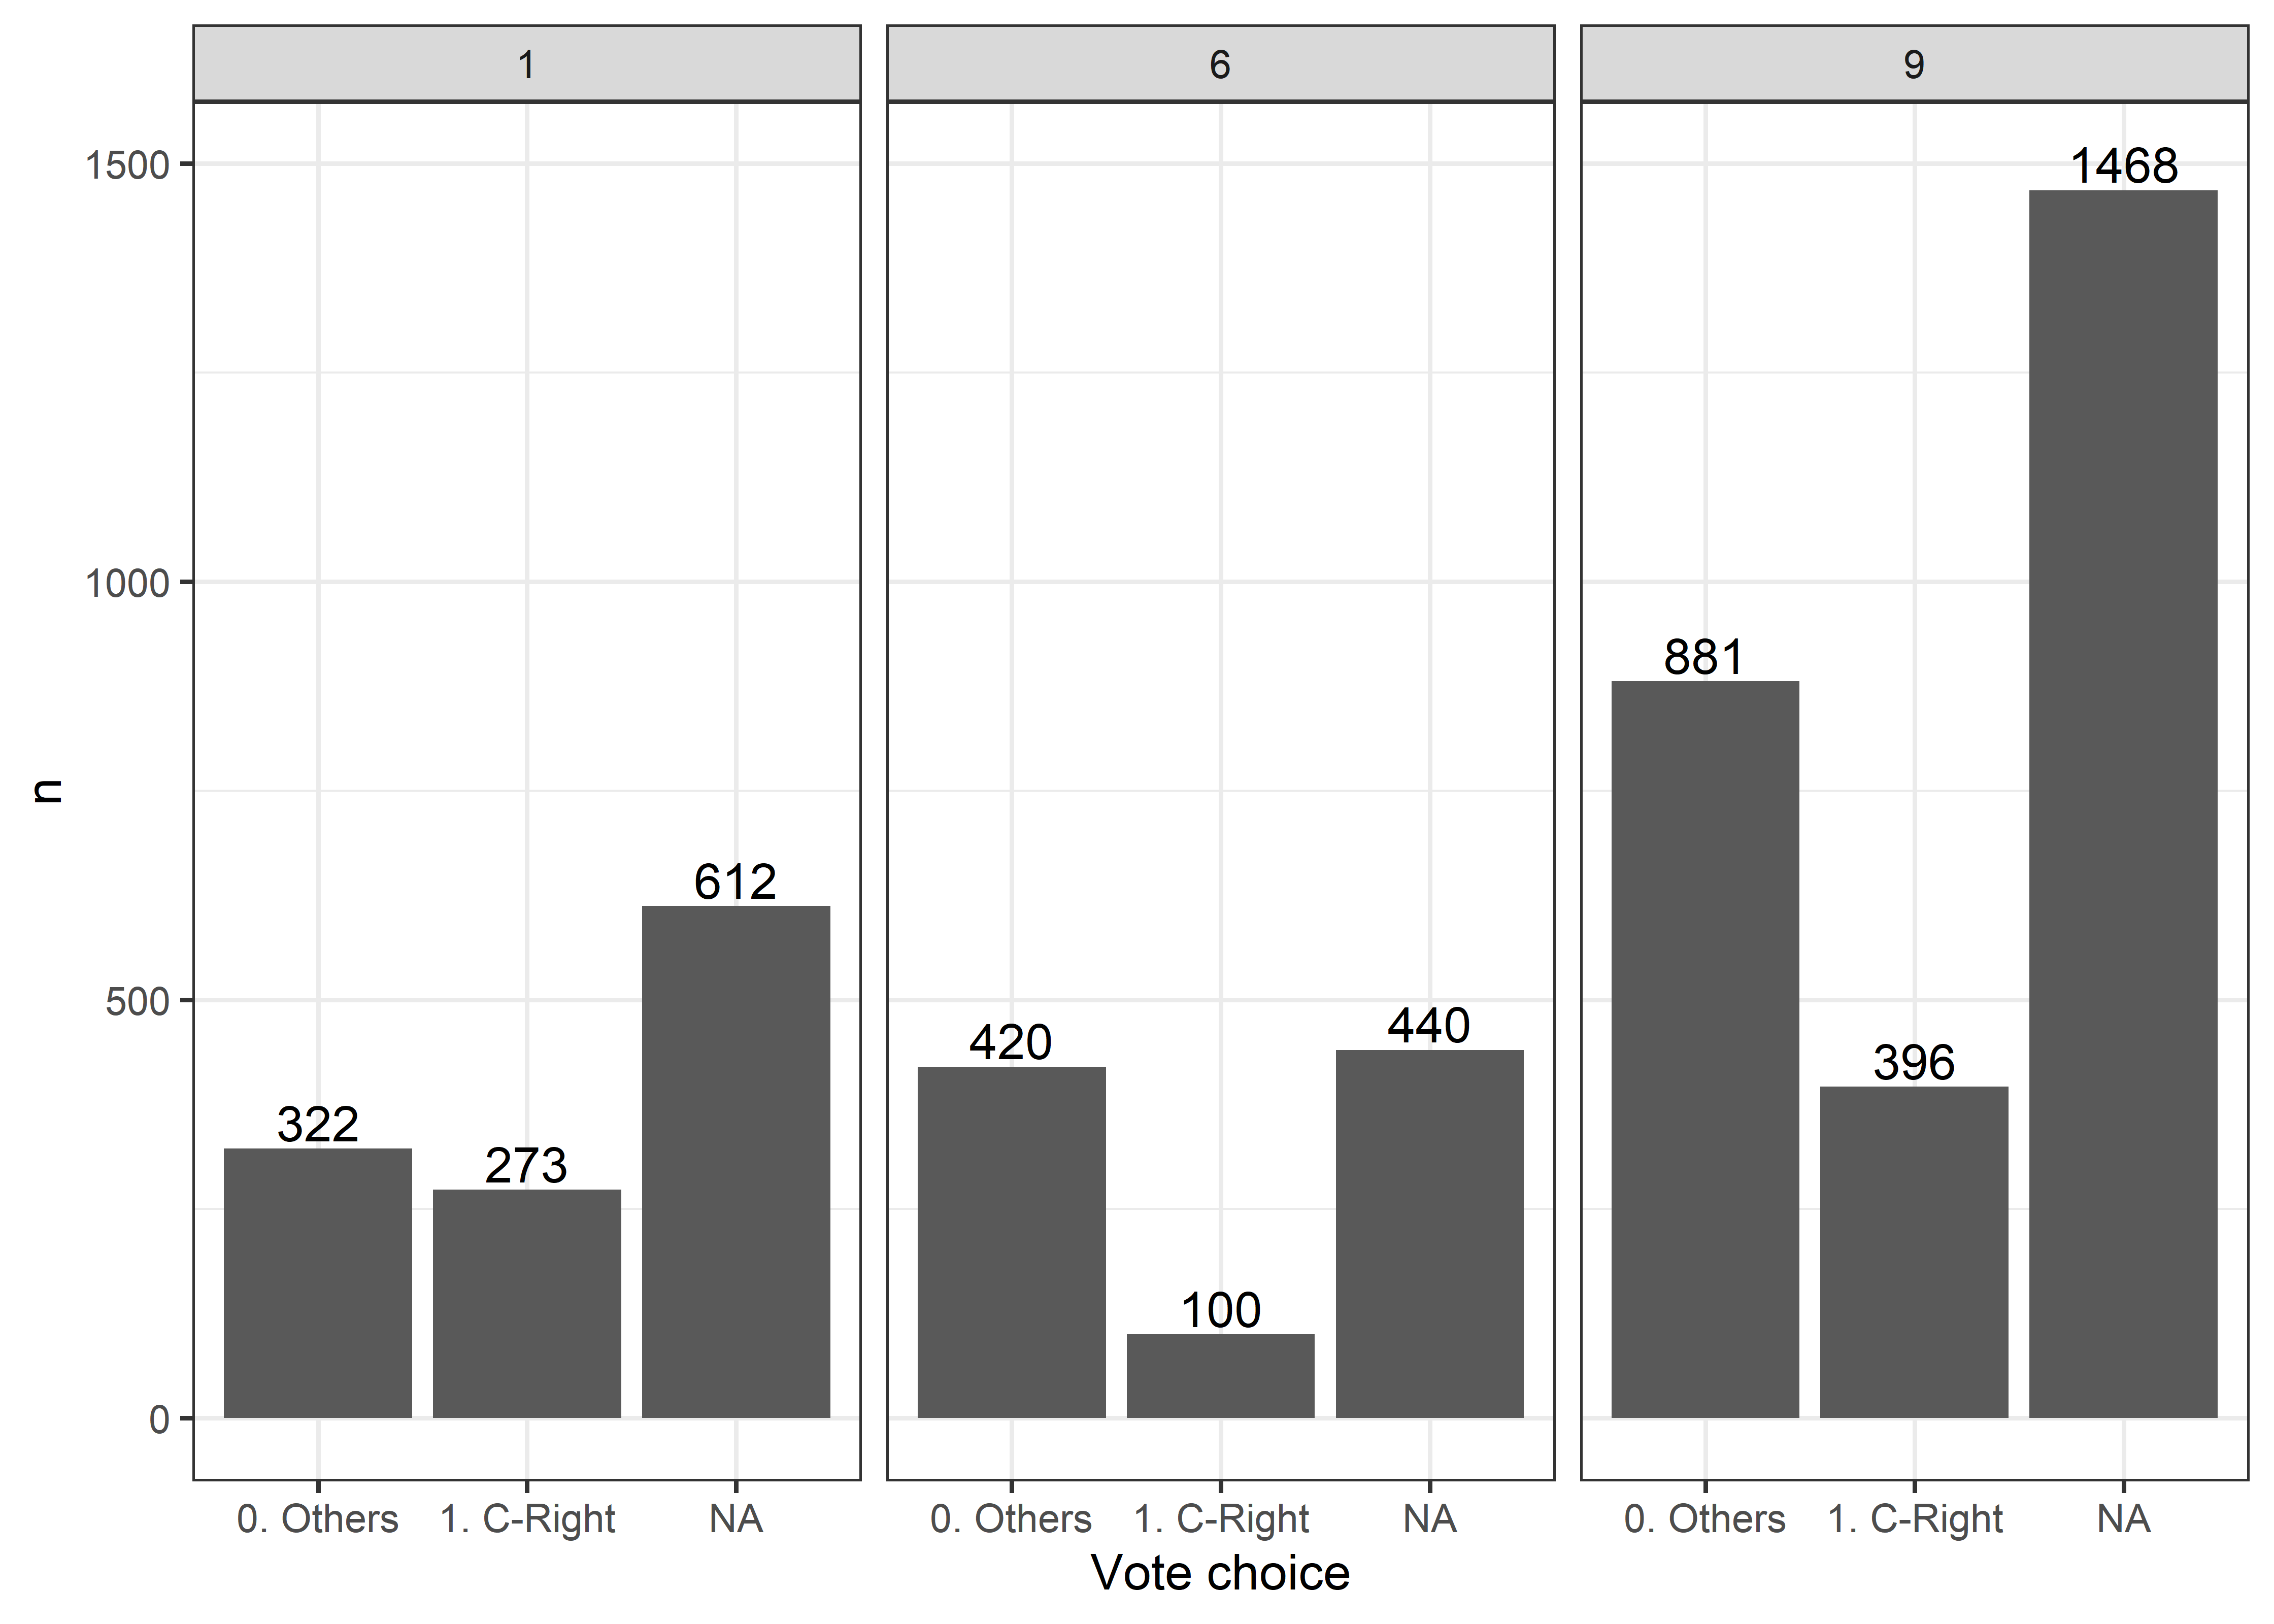 1 6 9
1500
1000
500
0
n
322 273 612
420 100 440
881 396 1468
0. Others 1. C-Right NA 0. Others 1. C-Right NA 0. Others 1. C-Right NA
Vote choice